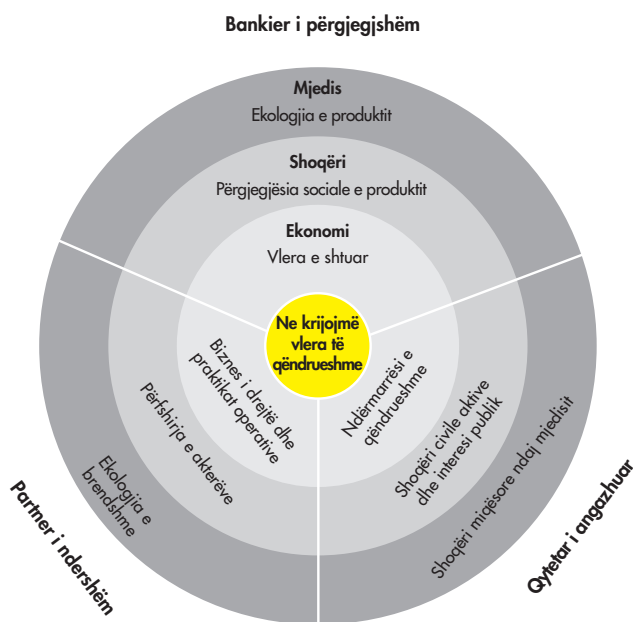 Bankier i përgjegjshëm
Mjedis
Ekologjia e produktit
Shoqëri
Përgjegjësia sociale e produktit
Ekonomi
Vlera e shtuar
Ne krijojmë
vlera të
qëndrueshme
Biznes i drejtë dhe
praktikat operative
Përfshirja e akterëve
Ekologjia e
brendshme
Partner i ndershëm
Ndërmarrësi e
qëndrueshme
Shoqëri civile aktive
dhe interesi publik
Shoqëri miqësore ndaj mjedisit
Qytetar i angazhuar